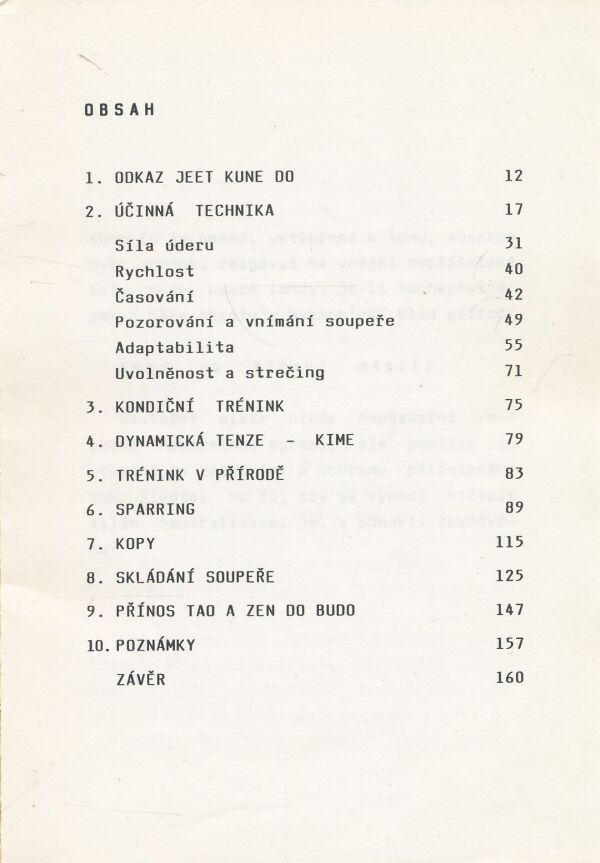 OBSAH
1. ODKAZ JEET KUNE DO 12
2. ÚČINNÁ TECHNIKA 17
Síla úderu 31
Rychlost 40
Časování 42
Pozorování a vnímání soupeře 49
Adaptabilita 55
Uvolněnost a strečing 71
3. KONDIČNÍ TRÉNINK 75
4. DYNAMICKÁ TENZE - KIME 79
5. TRÉNINK V PŘÍRODĚ 83
6. SPARRING 89
7. KOPY 115
8. SKLÁDÁNÍ SOUPEŘE 125
9. PŘÍNOS TAO A ZEN DO BUDO 147
10. POZNÁMKY 157
ZÁVĚR 160